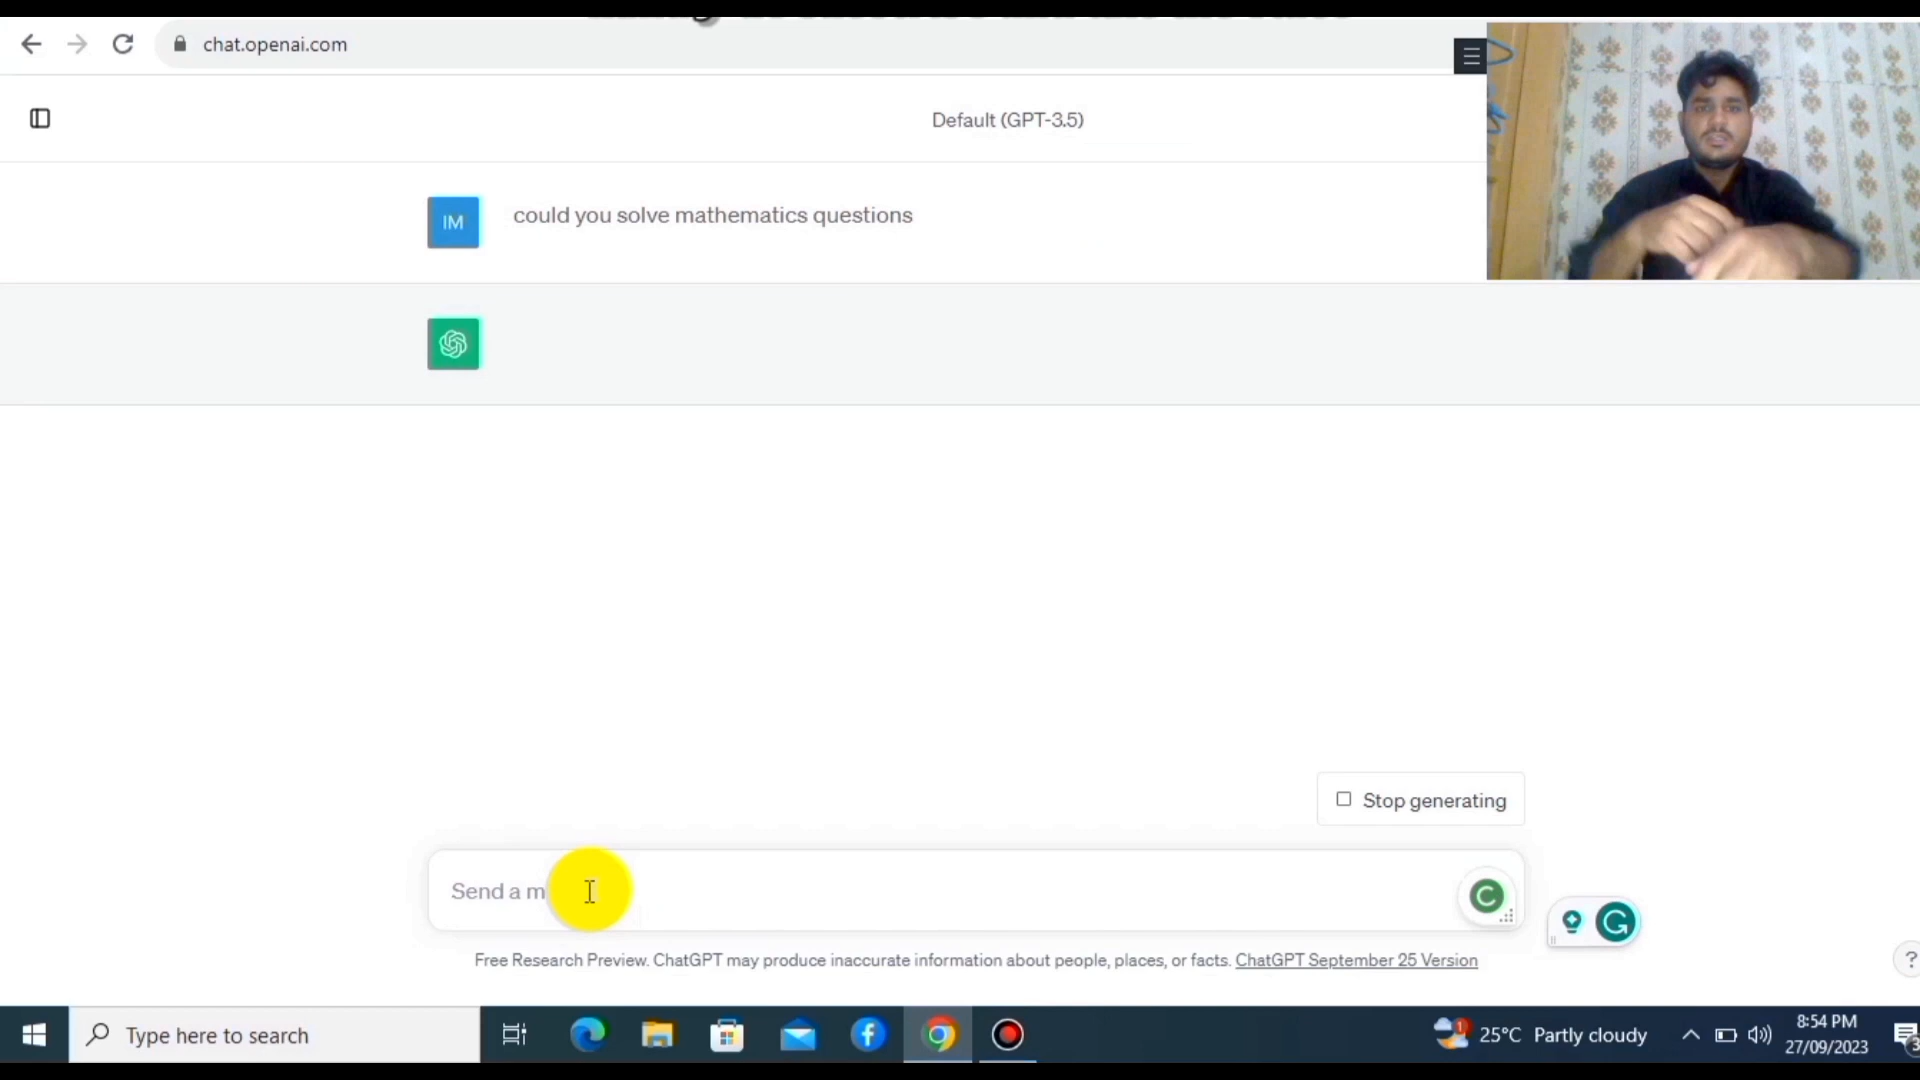 chat.openai.com
Default (GPT-3.5)
IM
could you solve mathematics questions
Stop generating
Send a m
Free Research Preview. ChatGPT may produce inaccurate information about people, places, or facts. ChatGPT September 25 Version
?
Type here to search
1
25°C Partly cloudy
8:54 PM
27/09/2023
3